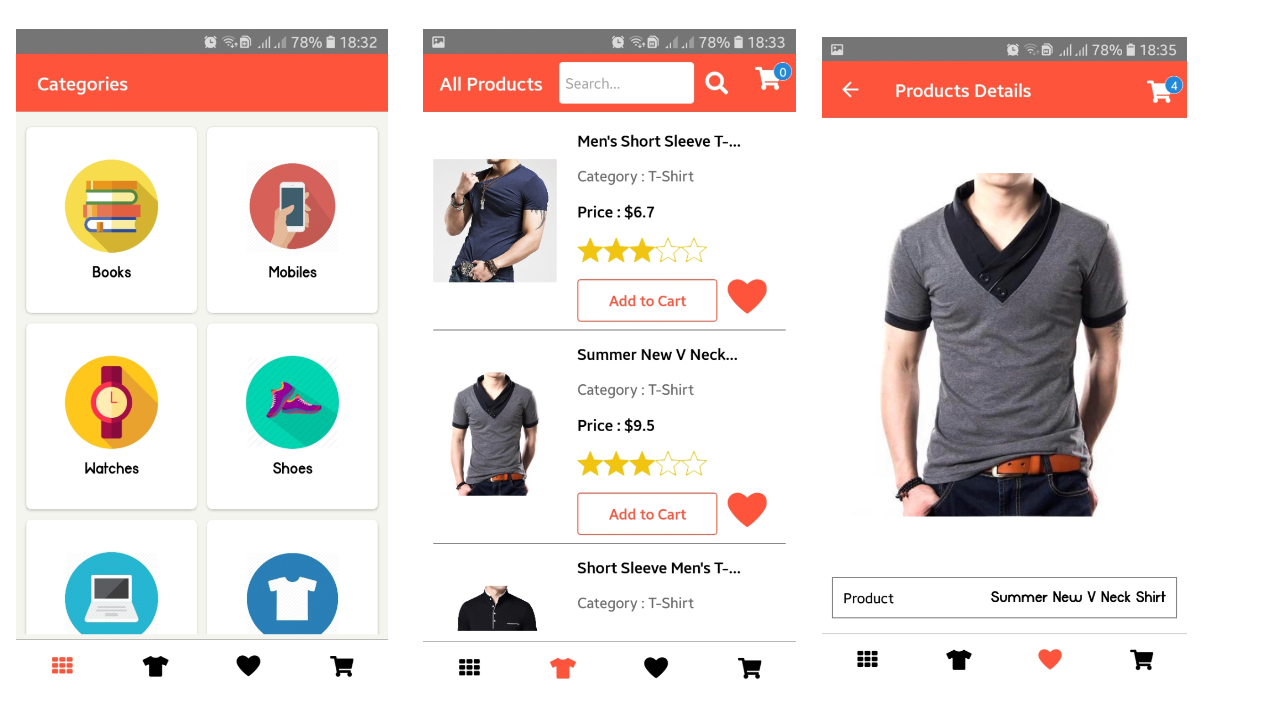 78% 18:32
Categories
Books
Mobiles
Watches
Shoes
78% 18:33
All Products
Search...
0
Men's Short Sleeve T-...
Category : T-Shirt
Price : $6.7
Add to Cart
Summer New V Neck...
Category : T-Shirt
Price : $9.5
Add to Cart
Short Sleeve Men's T-...
Category : T-Shirt
78% 18:35
Products Details
4
Product
Summer New V Neck Shirt